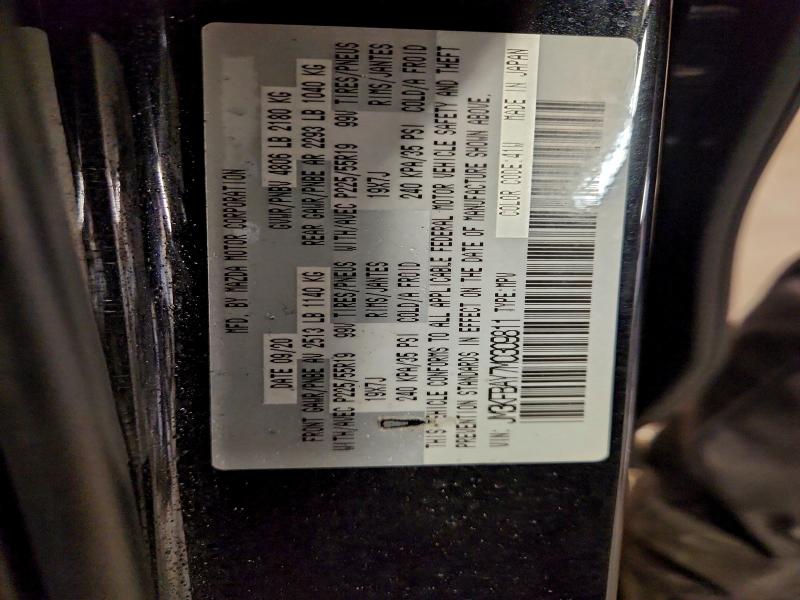 MFD. BY MAZDA MOTOR CORPORATION
DATE 09/20 GVWR/PNBV 4806 LB 2180 KG
FRONT GAWR/PNBE AV 2513 LB 1140 KG REAR GAWR/PNBE AR 2293 LB 1040 KG
WITH/AVEC P225/55R19 99V TIRES/PNEUS WITH/AVEC P225/55R19 99V TIRES/PNEUS
19X7J RIMS/JANTES 19X7J RIMS/JANTES
240 KPA/35 PSI COLD/A FROID 240 KPA/35 PSI COLD/A FROID
THIS VEHICLE CONFORMS TO ALL APPLICABLE FEDERAL MOTOR VEHICLE SAFETY AND THEFT
PREVENTION STANDARDS IN EFFECT ON THE DATE OF MANUFACTURE SHOWN ABOVE.
VIN: JM3KFBAY7M0309811 TYPE:MPV COLOR CODE:41W MADE IN JAPAN